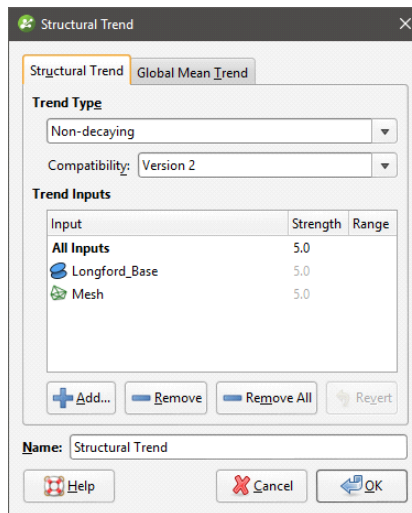 Structural Trend
Structural Trend Global Mean Trend
Trend Type
Non-decaying
Compatibility: Version 2
Trend Inputs
Input Strength Range
All Inputs 5.0
Longford_Base 5.0
Mesh 5.0
Add... Remove Remove All Revert
Name: Structural Trend
Help Cancel OK